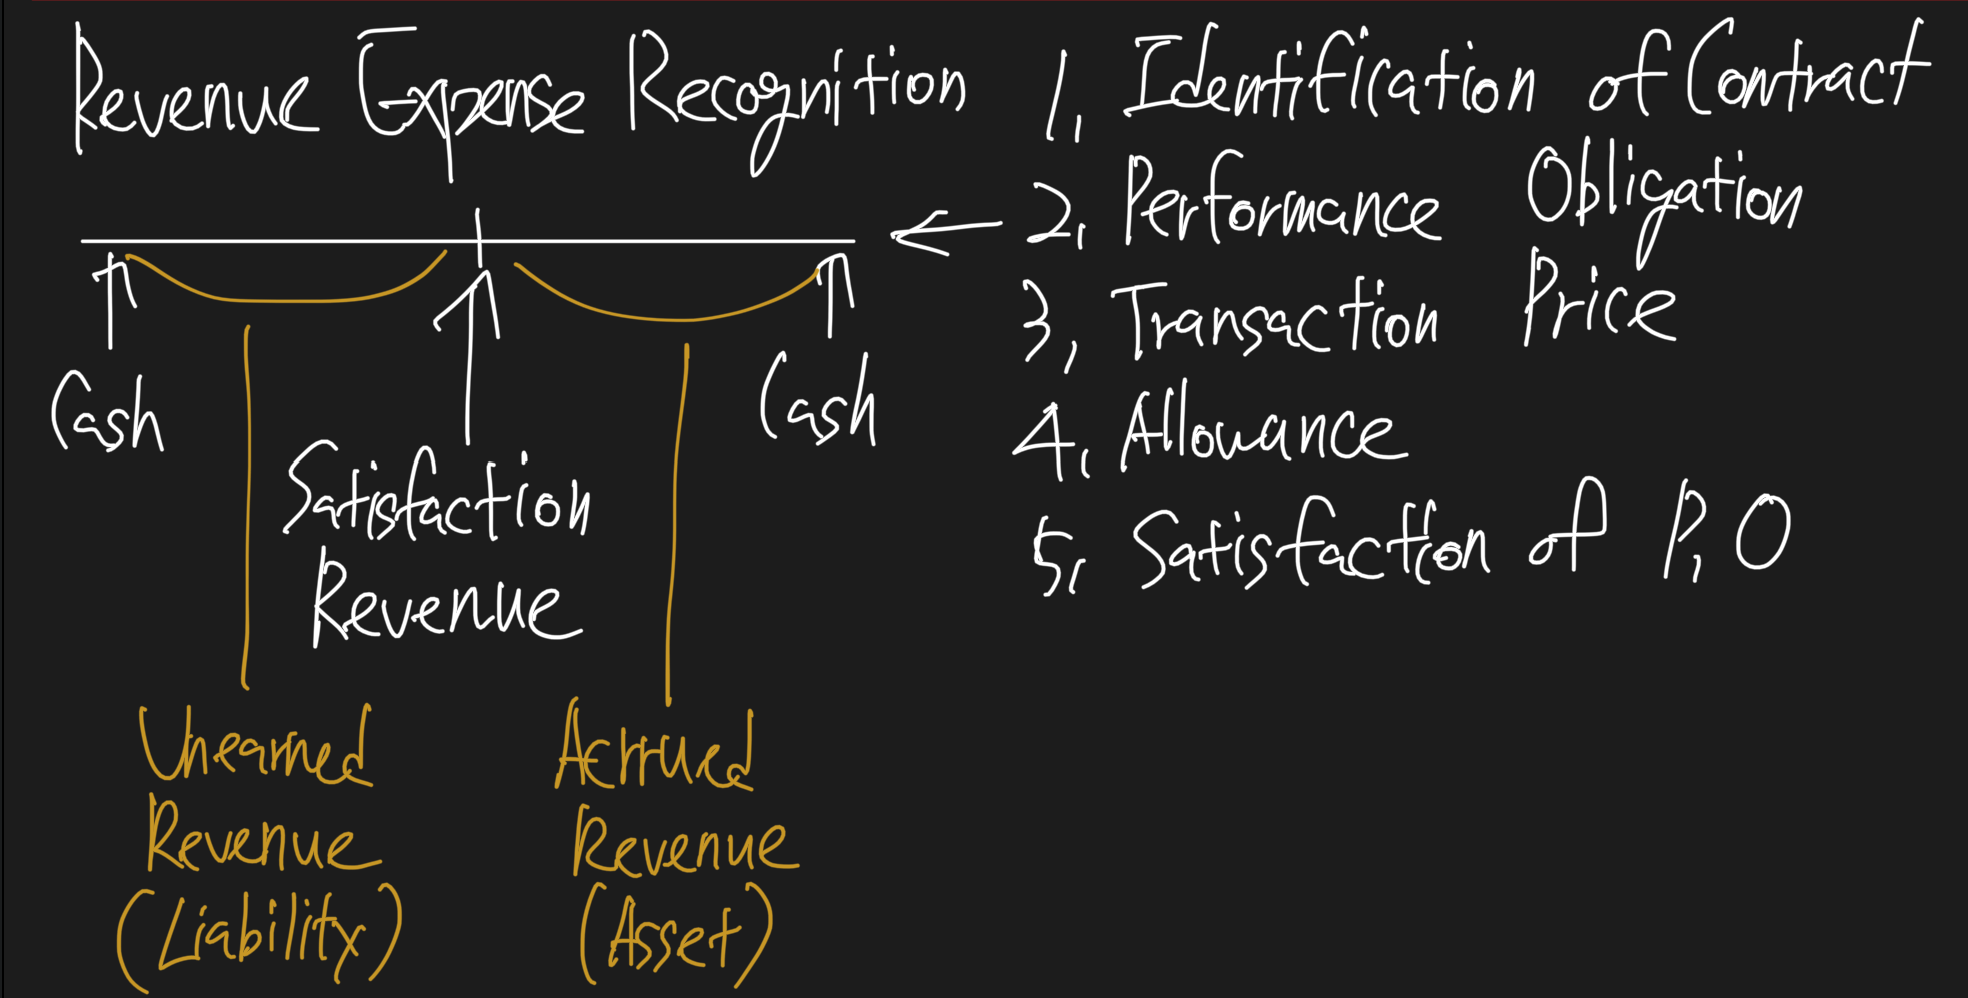 Revenue Expense Recognition
Cash
Satisfaction
Revenue
Cash
Unearned
Revenue
(Liability)
Accrued
Revenue
(Asset)
1. Identification of Contract
2. Performance Obligation
3. Transaction Price
4. Allowance
5. Satisfaction of P.O